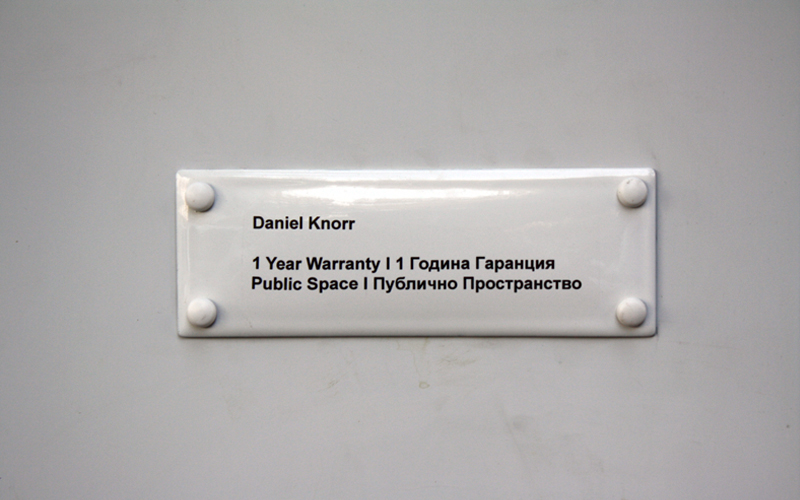 Daniel Knorr
1 Year Warranty I 1 Година Гаранция
Public Space I Публично Пространство